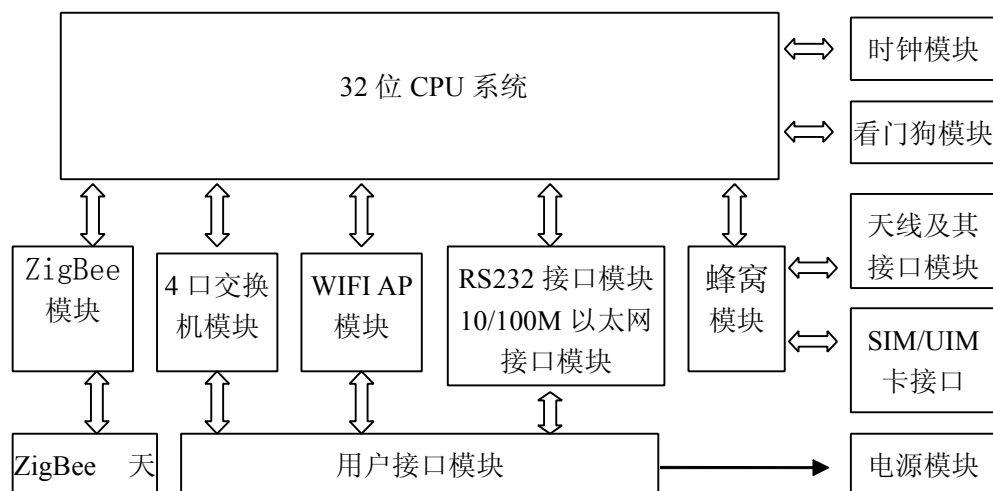 32 位 CPU 系统
时钟模块
看门狗模块
天线及其
接口模块
ZigBee
模块
4 口交换
机模块
WIFI AP
模块
RS232 接口模块
10/100M 以太网
接口模块
蜂窝
模块
SIM/UIM
卡接口
ZigBee 天
用户接口模块
电源模块